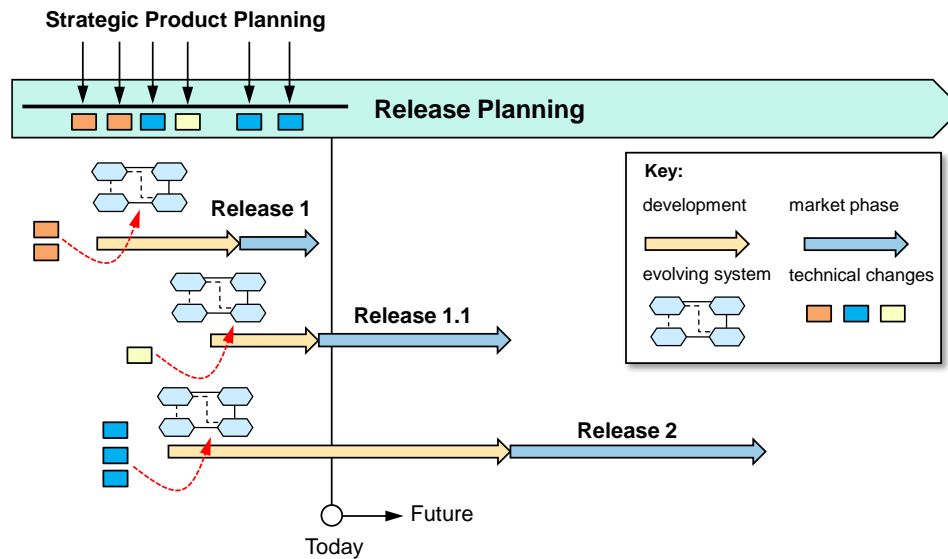 Strategic Product Planning
Release Planning
Key:
development market phase
evolving system technical changes
Release 1
Release 1.1
Release 2
Future
Today